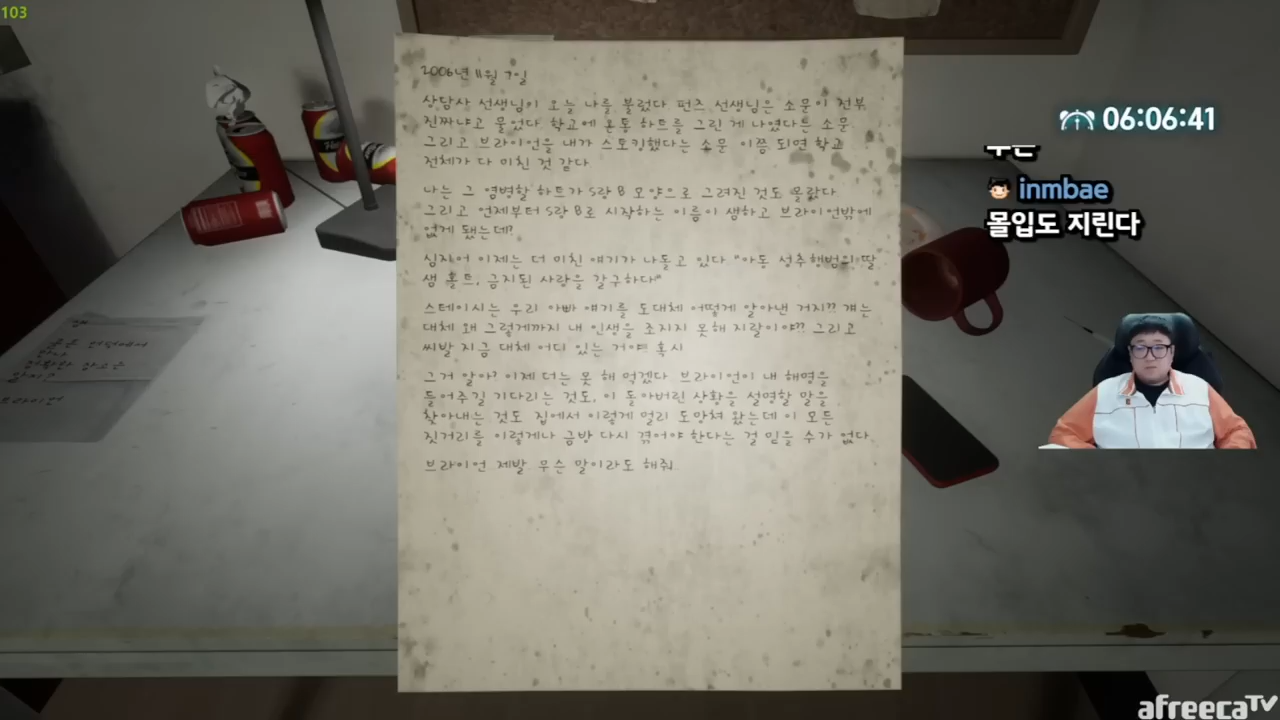 103
2006년 11월 7일
상담사 선생님이 오늘 나를 불렀다 펀즈 선생님은 소문이 전부
진짜냐고 물었다 학교에 온통 하트를 그린 게 나였다는 소문
그리고 브라이언을 내가 스토킹했다는 소문 이쯤 되면 학교
전체가 다 미친 것 같다
나는 그 염병할 하트가 S랑 B 모양으로 그려진 것도 몰랐다
그리고 언제부터 S랑 B로 시작하는 이름이 생하고 브라이언밖에
없게 됐는데?
심지어 이제는 더 미친 얘기가 나돌고 있다 "아동 성추행범의 딸
생 홀트, 금지된 사랑을 갈구하다"
스테이시는 우리 아빠 얘기를 도대체 어떻게 알아낸 거지?? 걔는
대체 왜 그렇게까지 내 인생을 조지지 못해 지랄이야?? 그리고
씨발 지금 대체 어디 있는 거야 혹시
그거 알아? 이제 더는 못 해 먹겠다 브라이언이 내 해명을
들어주길 기다리는 것도, 이 돌아버린 상황을 설명할 말을
찾아내는 것도 집에서 이렇게 멀리 도망쳐 왔는데 이 모든
짓거리를 이렇게나 금방 다시 겪어야 한다는 걸 믿을 수가 없다
브라이언 제발 무슨 말이라도 해줘
브라이언
06:06:41
ㅜㄷ
inmbae
몰입도 지린다
afreecaTV